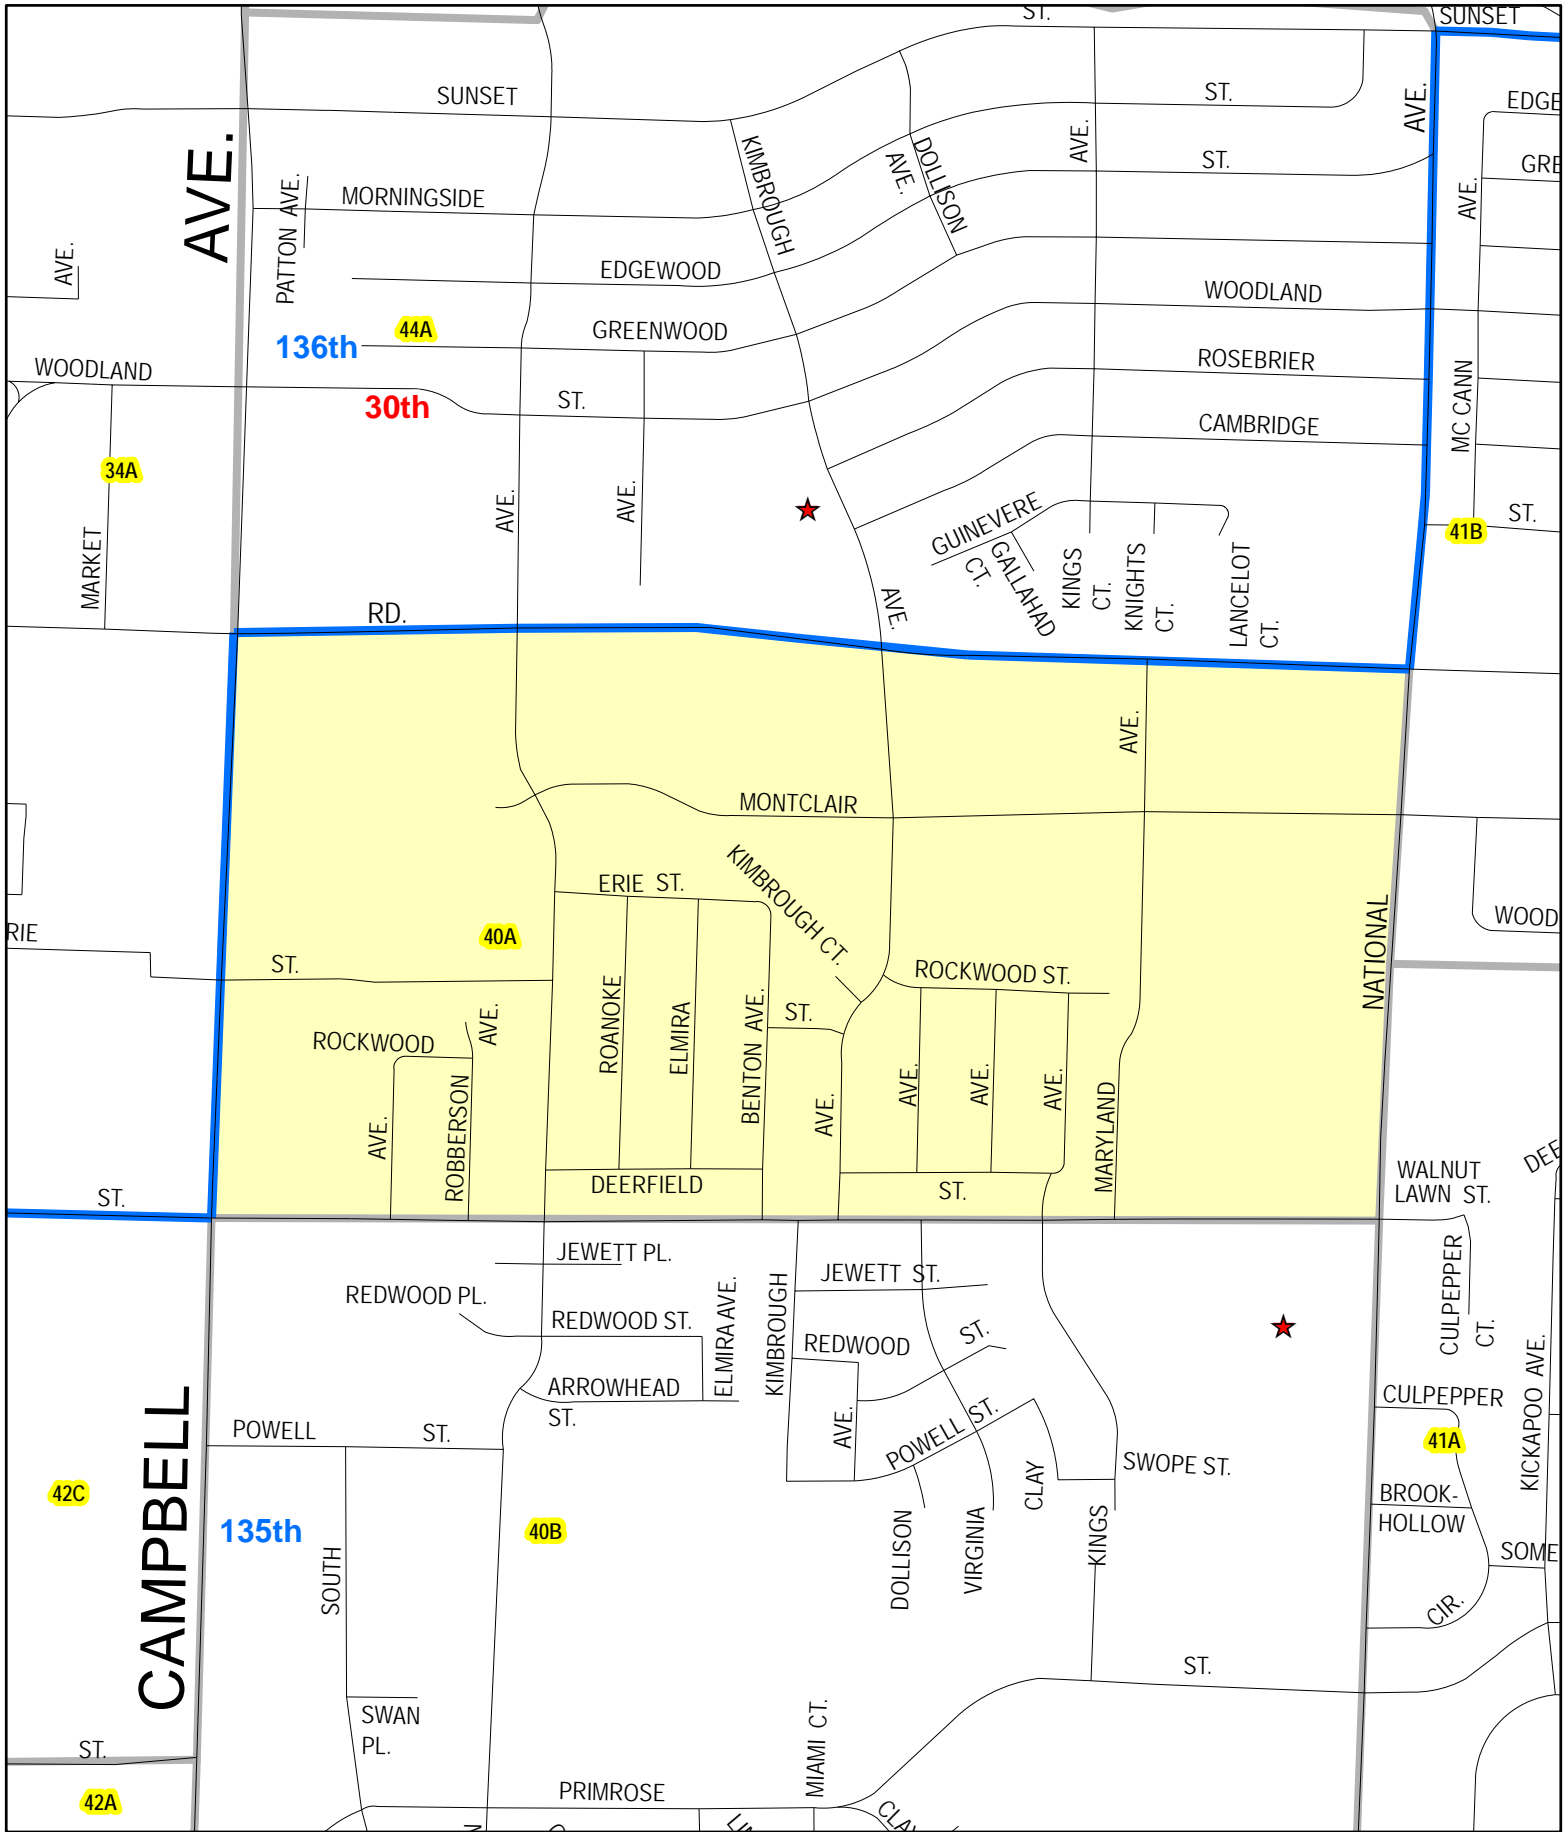 ST.
SUNSET
SUNSET
ST.
AVE.
EDGE
AVE.
AVE.
KIMBROUGH
DOLLISON
AVE.
ST.
GRE
PATTON AVE.
MORNINGSIDE
AVE.
AVE.
EDGEWOOD
WOODLAND
44A
GREENWOOD
136th
WOODLAND
ROSEBRIER
30th
ST.
MC CANN
CAMBRIDGE
34A
AVE.
AVE.
GUINEVERE
CT.
ST.
41B
MARKET
GALLAHAD
KINGS
CT.
KNIGHTS
CT.
LANCELOT
CT.
RD.
AVE.
AVE.
MONTCLAIR
KIMBROUGH CT.
ERIE ST.
NATIONAL
WOOD
RIE
40A
ST.
ROCKWOOD ST.
ROANOKE
ELMIRA
BENTON AVE.
ST.
AVE.
ROCKWOOD
AVE.
ROBBERSON
AVE.
AVE.
AVE.
AVE.
MARYLAND
DEE
WALNUT
LAWN ST.
ST.
DEERFIELD
ST.
JEWETT PL.
JEWETT ST.
CULPEPPER
CT.
REDWOOD PL.
ELMIRA AVE.
KIMBROUGH
REDWOOD ST.
REDWOOD
ST.
KICKAPOO AVE.
ARROWHEAD
ST.
CULPEPPER
CAMPBELL
POWELL
ST.
AVE.
POWELL ST.
41A
SWOPE ST.
42C
CLAY
BROOK-
HOLLOW
135th
40B
SOUTH
DOLLISON
VIRGINIA
KINGS
SOME
CIR.
ST.
SWAN
PL.
MIAMI CT.
ST.
PRIMROSE
42A